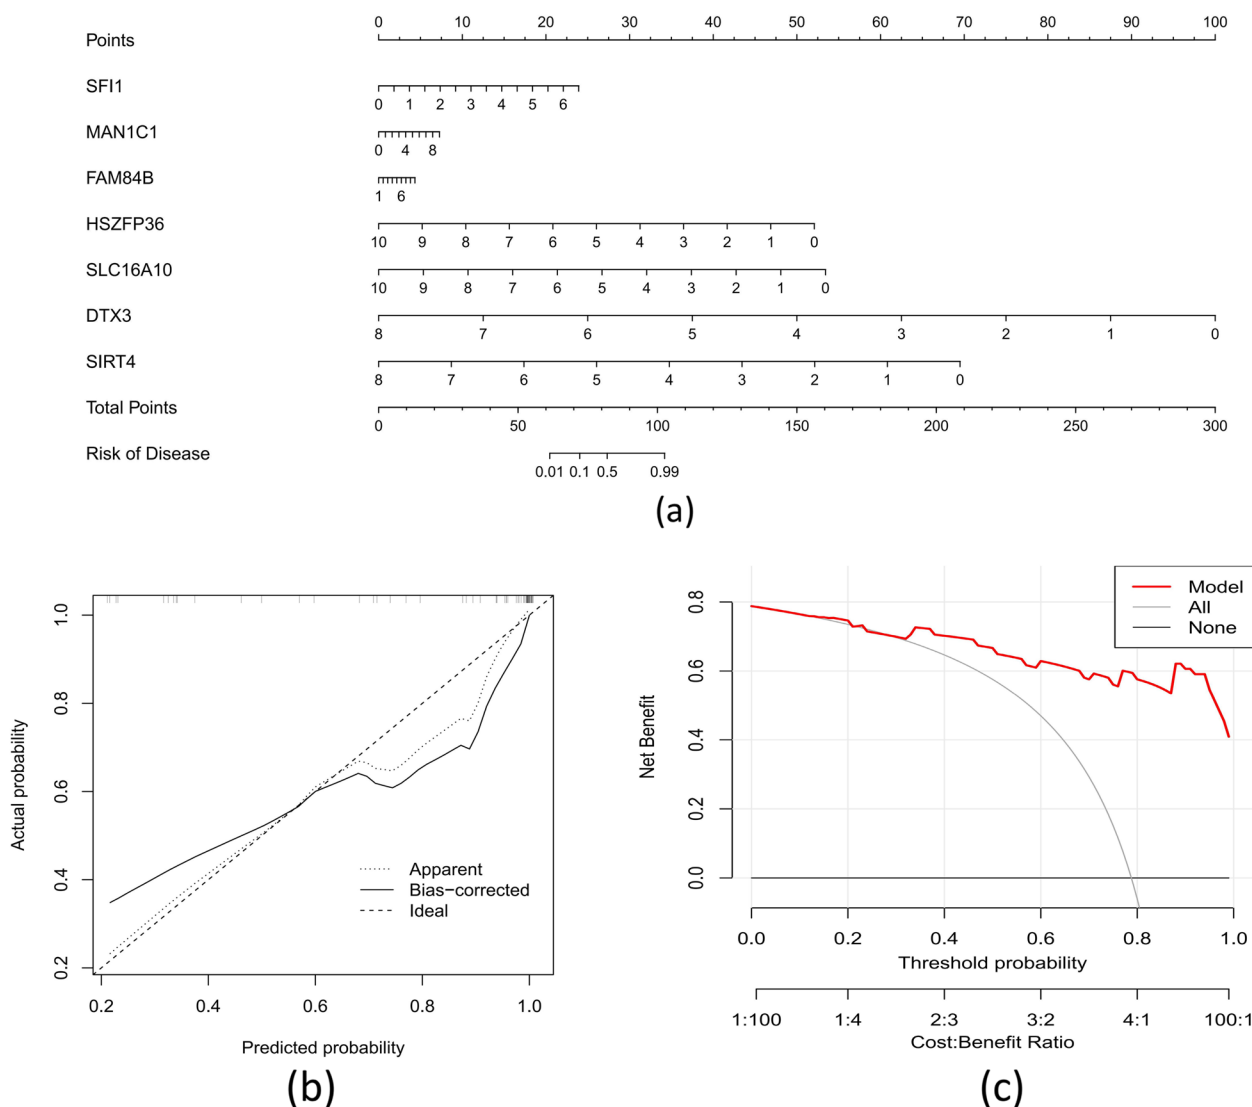 0 10 20 30 40 50 60 70 80 90 100
Points
SFI1
0 1 2 3 4 5 6
MAN1C1
0 4 8
FAM84B
1 6
HSZFP36
10 9 8 7 6 5 4 3 2 1 0
SLC16A10
10 9 8 7 6 5 4 3 2 1 0
DTX3
8 7 6 5 4 3 2 1 0
SIRT4
8 7 6 5 4 3 2 1 0
Total Points
0 50 100 150 200 250 300
Risk of Disease
0.01 0.1 0.5 0.99
(a)
Actual probability
1.0
0.8
0.6
0.4
0.2
Apparent
Bias-corrected
Ideal
0.2 0.4 0.6 0.8 1.0
Predicted probability
(b)
Net Benefit
0.8
0.6
0.4
0.2
0.0
Model
All
None
0.0 0.2 0.4 0.6 0.8 1.0
Threshold probability
1:100 1:4 2:3 3:2 4:1 100:1
Cost:Benefit Ratio
(c)